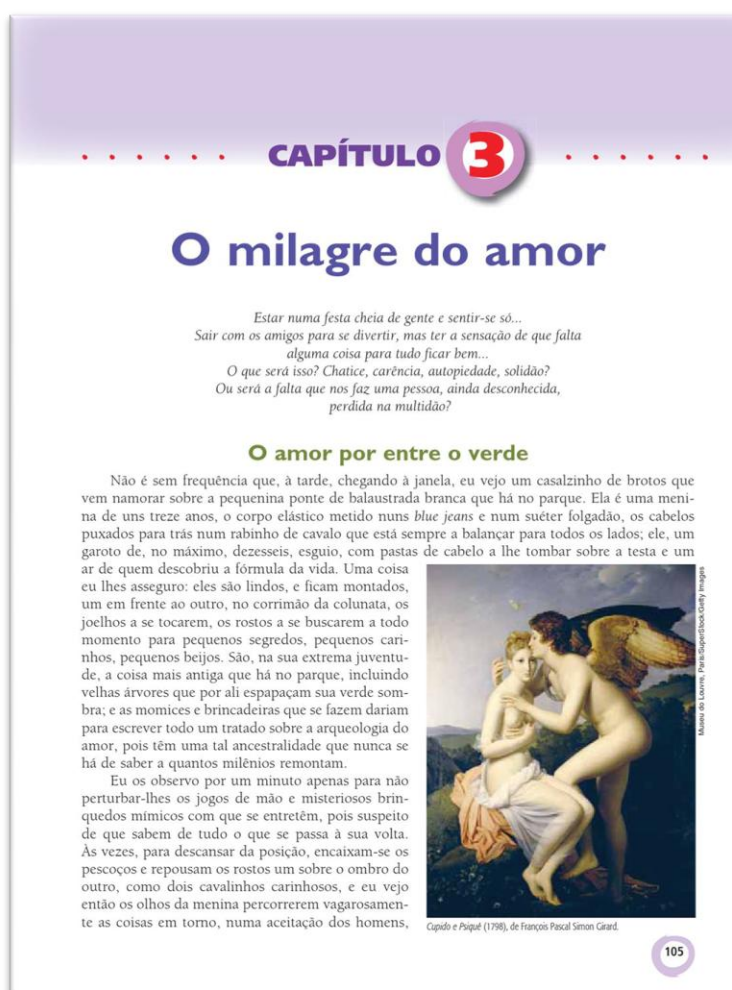 CAPÍTULO 3
O milagre do amor
Estar numa festa cheia de gente e sentir-se só...
Sair com os amigos para se divertir, mas ter a sensação de que falta
alguma coisa para tudo ficar bem...
O que será isso? Chatice, carência, autopiedade, solidão?
Ou será a falta que nos faz uma pessoa, ainda desconhecida,
perdida na multidão?
O amor por entre o verde
Não é sem frequência que, à tarde, chegando à janela, eu vejo um casalzinho de brotos que
vem namorar sobre a pequenina ponte de balaustrada branca que há no parque. Ela é uma meni-
na de uns treze anos, o corpo elástico metido nuns blue jeans e num suéter folgadão, os cabelos
puxados para trás num rabinho de cavalo que está sempre a balançar para todos os lados; ele, um
garoto de, no máximo, dezesseis, esguio, com pastas de cabelo a lhe tombar sobre a testa e um
ar de quem descobriu a fórmula da vida. Uma coisa
eu lhes asseguro: eles são lindos, e ficam montados,
um em frente ao outro, no corrimão da colunata, os
joelhos a se tocarem, os rostos a se buscarem a todo
momento para pequenos segredos, pequenos cari-
nhos, pequenos beijos. São, na sua extrema juventu-
de, a coisa mais antiga que há no parque, incluindo
velhas árvores que por ali espapaçam sua verde som-
bra; e as momices e brincadeiras que se fazem dariam
para escrever todo um tratado sobre a arqueologia do
amor, pois têm uma tal ancestralidade que nunca se
há de saber a quantos milênios remontam.
Eu os observo por um minuto apenas para não
perturbar-lhes os jogos de mão e misteriosos brin-
quedos mímicos com que se entretêm, pois suspeito
de que sabem de tudo o que se passa à sua volta.
Às vezes, para descansar da posição, encaixam-se os
pescoços e repousam os rostos um sobre o ombro do
outro, como dois cavalinhos carinhosos, e eu vejo
então os olhos da menina percorrerem vagarosamen-
te as coisas em torno, numa aceitação dos homens,
Museu do Louvre, Paris/SuperStock/Getty Images
Cupido e Psiquê (1798), de François Pascal Simon Girard.
105